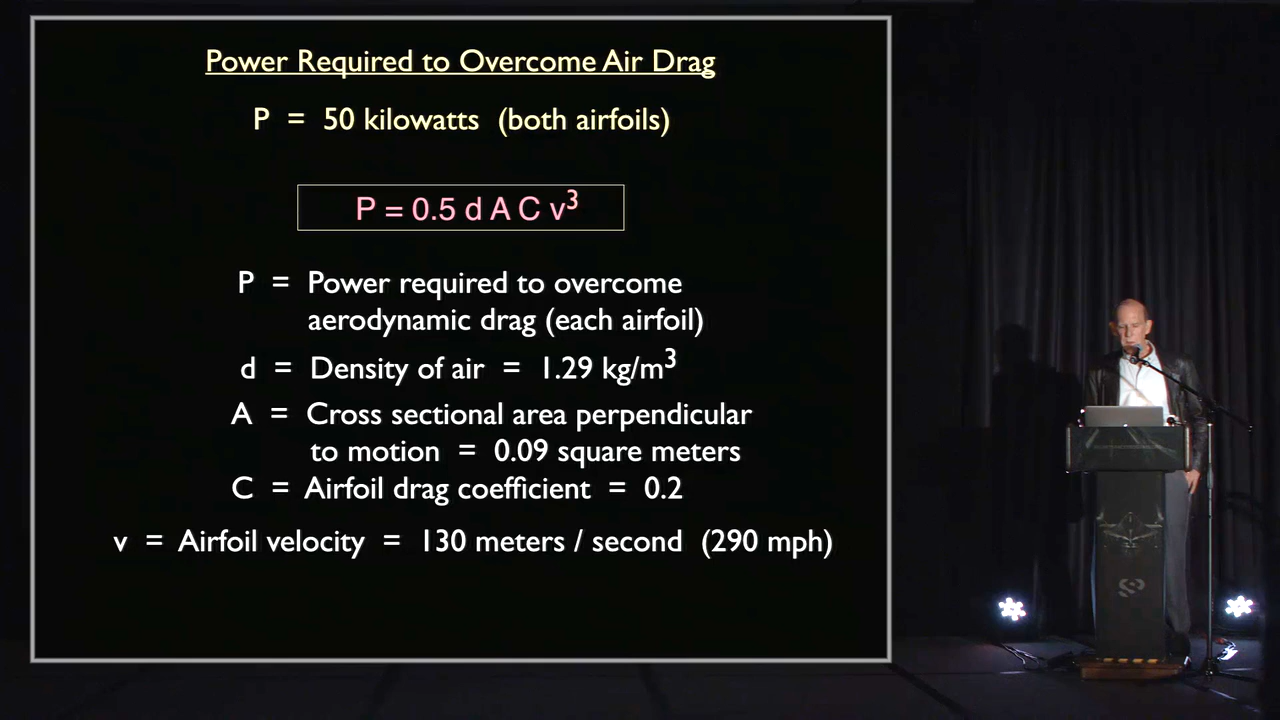 Power Required to Overcome Air Drag
P = 50 kilowatts (both airfoils)
P = 0.5 d A C v³
P = Power required to overcome
aerodynamic drag (each airfoil)
d = Density of air = 1.29 kg/m³
A = Cross sectional area perpendicular
to motion = 0.09 square meters
C = Airfoil drag coefficient = 0.2
v = Airfoil velocity = 130 meters / second (290 mph)